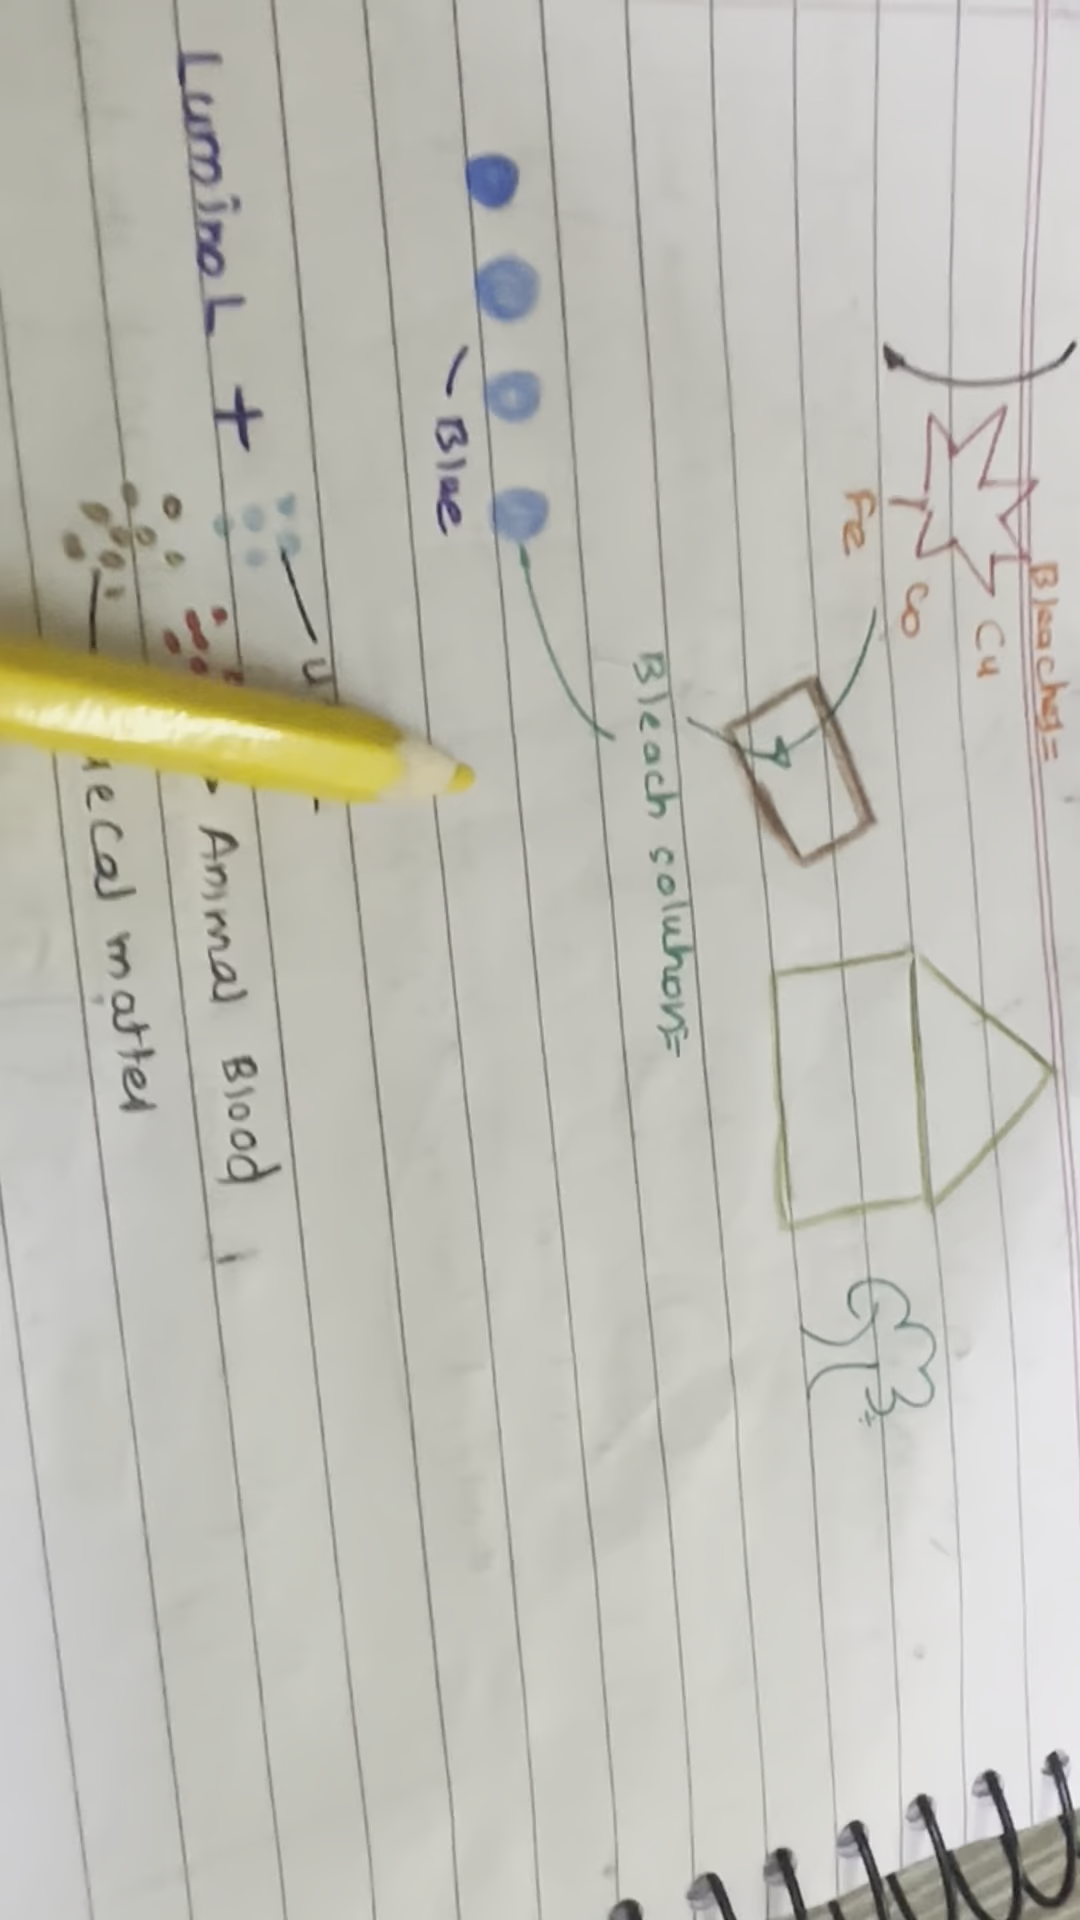 Bleaches=
Cu
Co
Fe
Bleach solutions=
Blue
U
Luminol +
Animal Blood
ecal matter